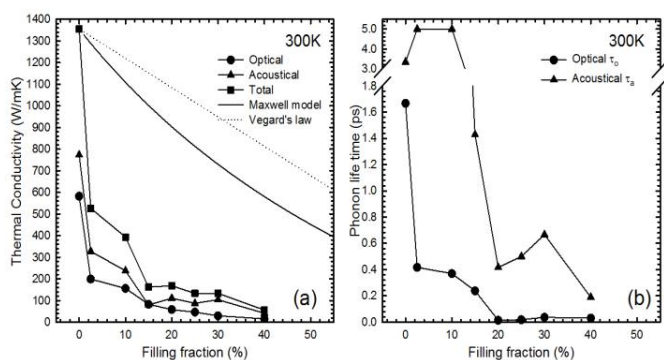 1400
1300
1200
1100
1000
900
800
700
600
500
400
300
200
100
0
Thermal Conductivity (W/mK)
300K
Optical
Acoustical
Total
Maxwell model
Vegard's law
(a)
0 10 20 30 40 50
Filling fraction (%)
5.0
4.0
3.0
1.6
1.4
1.2
1.0
0.8
0.6
0.4
0.2
0.0
Phonon life time (ps)
300K
Optical τo
Acoustical τa
(b)
0 10 20 30 40 50
Filling fraction (%)